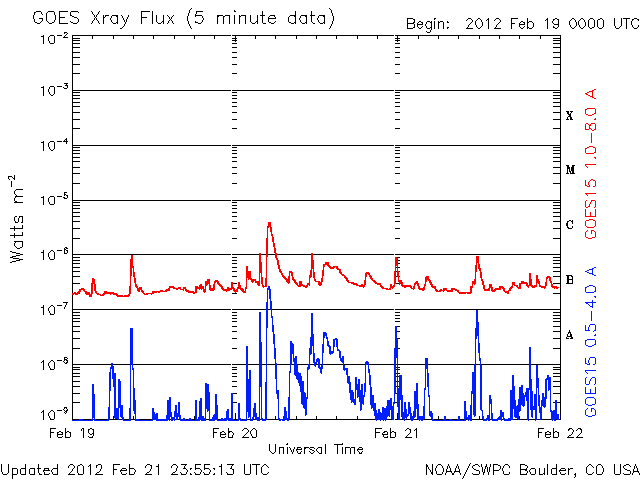 GOES Xray Flux (5 minute data)
Begin: 2012 Feb 19 0000 UTC
10-2
10-3
10-4
10-5
10-6
10-7
10-8
10-9
Watts m-2
X
M
C
B
A
GOES15 1.0-8.0 A
GOES15 0.5-4.0 A
Feb 19 Feb 20 Feb 21 Feb 22
Universal Time
Updated 2012 Feb 21 23:55:13 UTC
NOAA/SWPC Boulder, CO USA